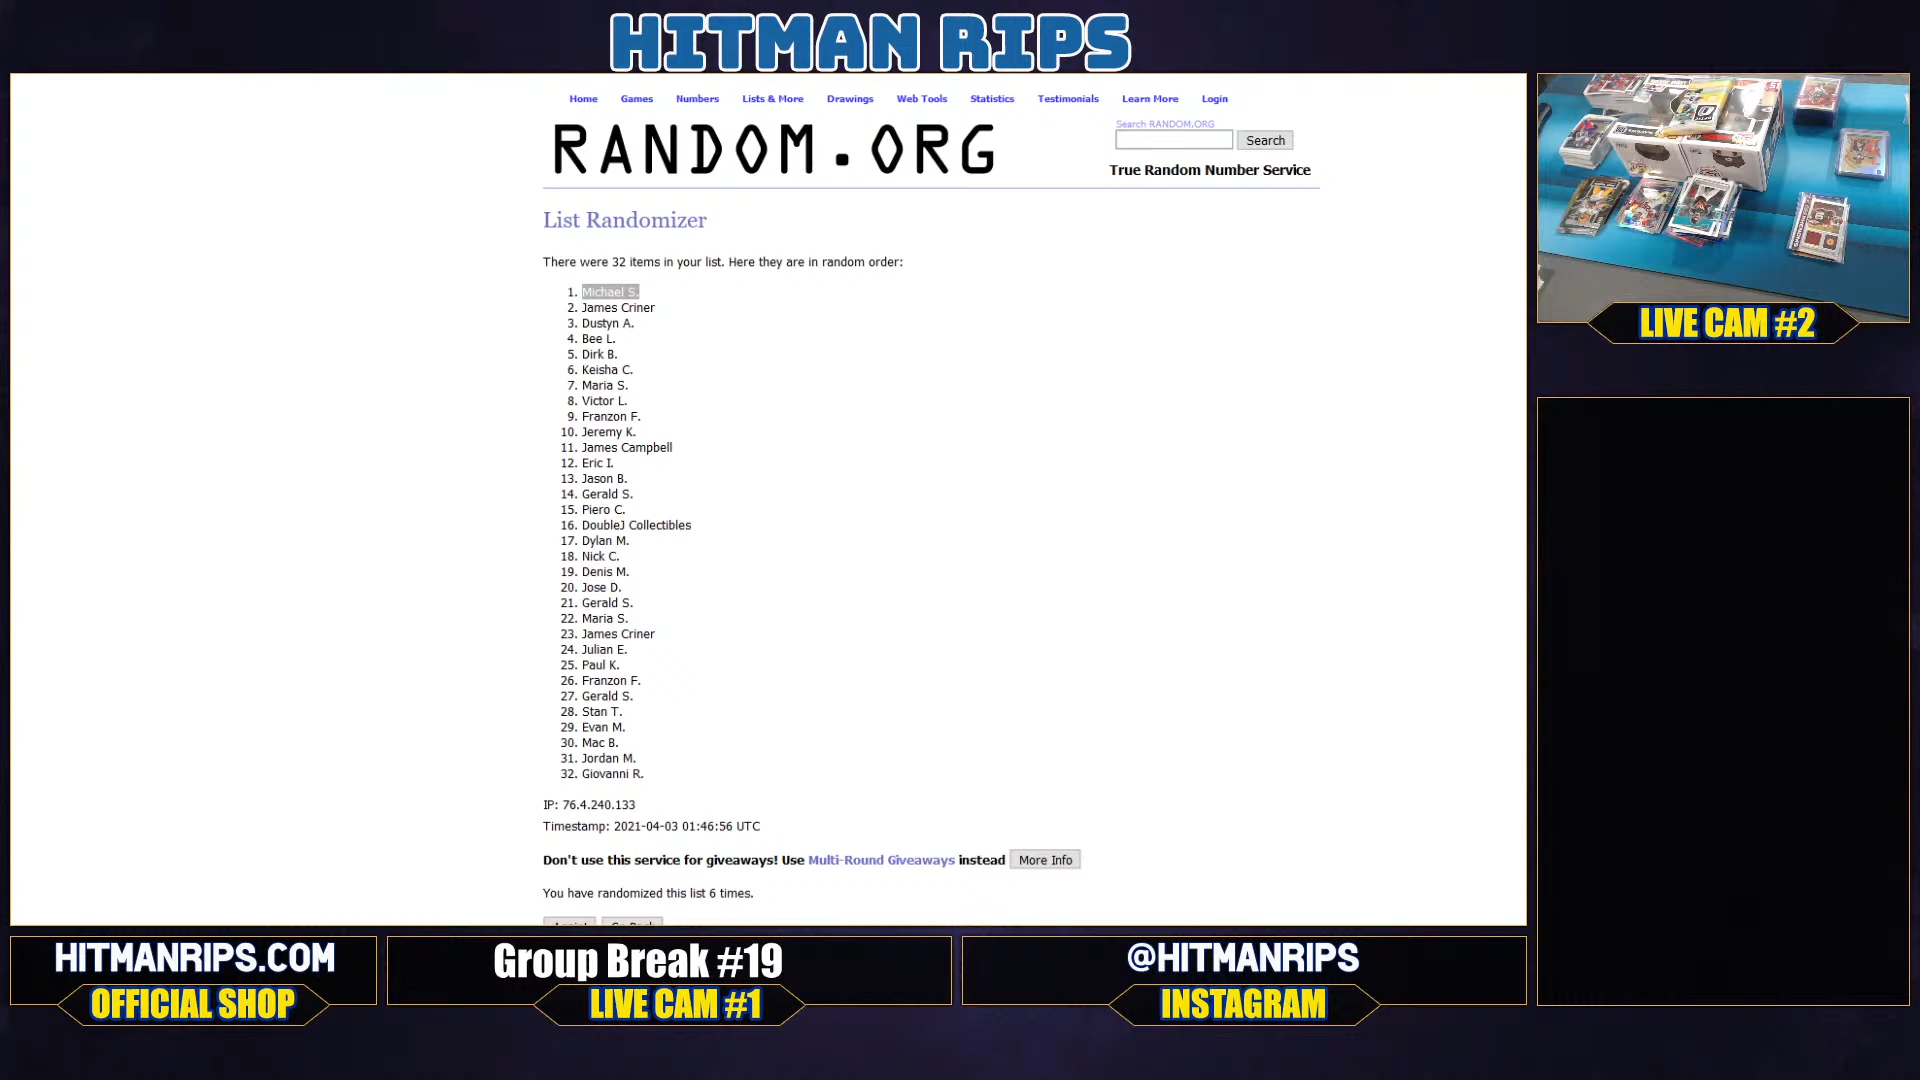 HITMAN RIPS
Home Games Numbers Lists & More Drawings Web Tools Statistics Testimonials Learn More Login
RANDOM.ORG
Search RANDOM.ORG
Search
True Random Number Service
List Randomizer
There were 32 items in your list. Here they are in random order:
1. Michael S.
2. James Criner
3. Dustyn A.
4. Bee L.
5. Dirk B.
6. Keisha C.
7. Maria S.
8. Victor L.
9. Franzon F.
10. Jeremy K.
11. James Campbell
12. Eric I.
13. Jason B.
14. Gerald S.
15. Piero C.
16. DoubleJ Collectibles
17. Dylan M.
18. Nick C.
19. Denis M.
20. Jose D.
21. Gerald S.
22. Maria S.
23. James Criner
24. Julian E.
25. Paul K.
26. Franzon F.
27. Gerald S.
28. Stan T.
29. Evan M.
30. Mac B.
31. Jordan M.
32. Giovanni R.
IP: 76.4.240.133
Timestamp: 2021-04-03 01:46:56 UTC
Don't use this service for giveaways! Use Multi-Round Giveaways instead More Info
You have randomized this list 6 times.
LIVE CAM #2
HITMANRIPS.COM
OFFICIAL SHOP
Group Break #19
LIVE CAM #1
@HITMANRIPS
INSTAGRAM